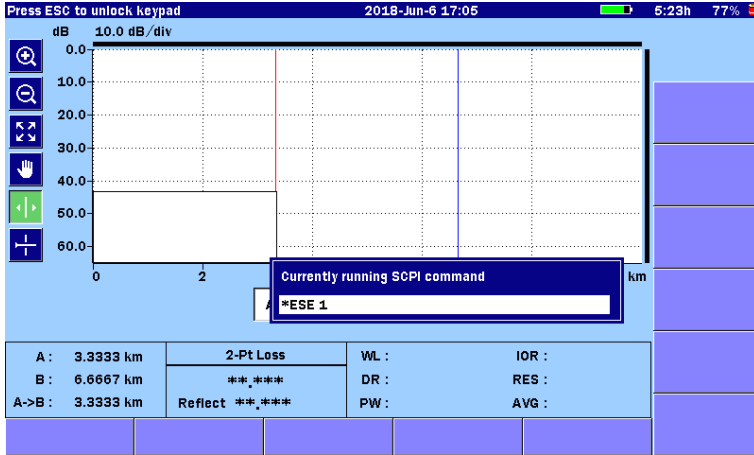 Press ESC to unlock keypad 2018-Jun-6 17:05 5:23h 77%
dB 10.0 dB/div
0.0
10.0
20.0
30.0
40.0
50.0
60.0
0 2 km
Currently running SCPI command
*ESE 1
A : 3.3333 km 2-Pt Loss WL : IOR :
B : 6.6667 km **.*** DR : RES :
A->B : 3.3333 km Reflect **.*** PW : AVG :